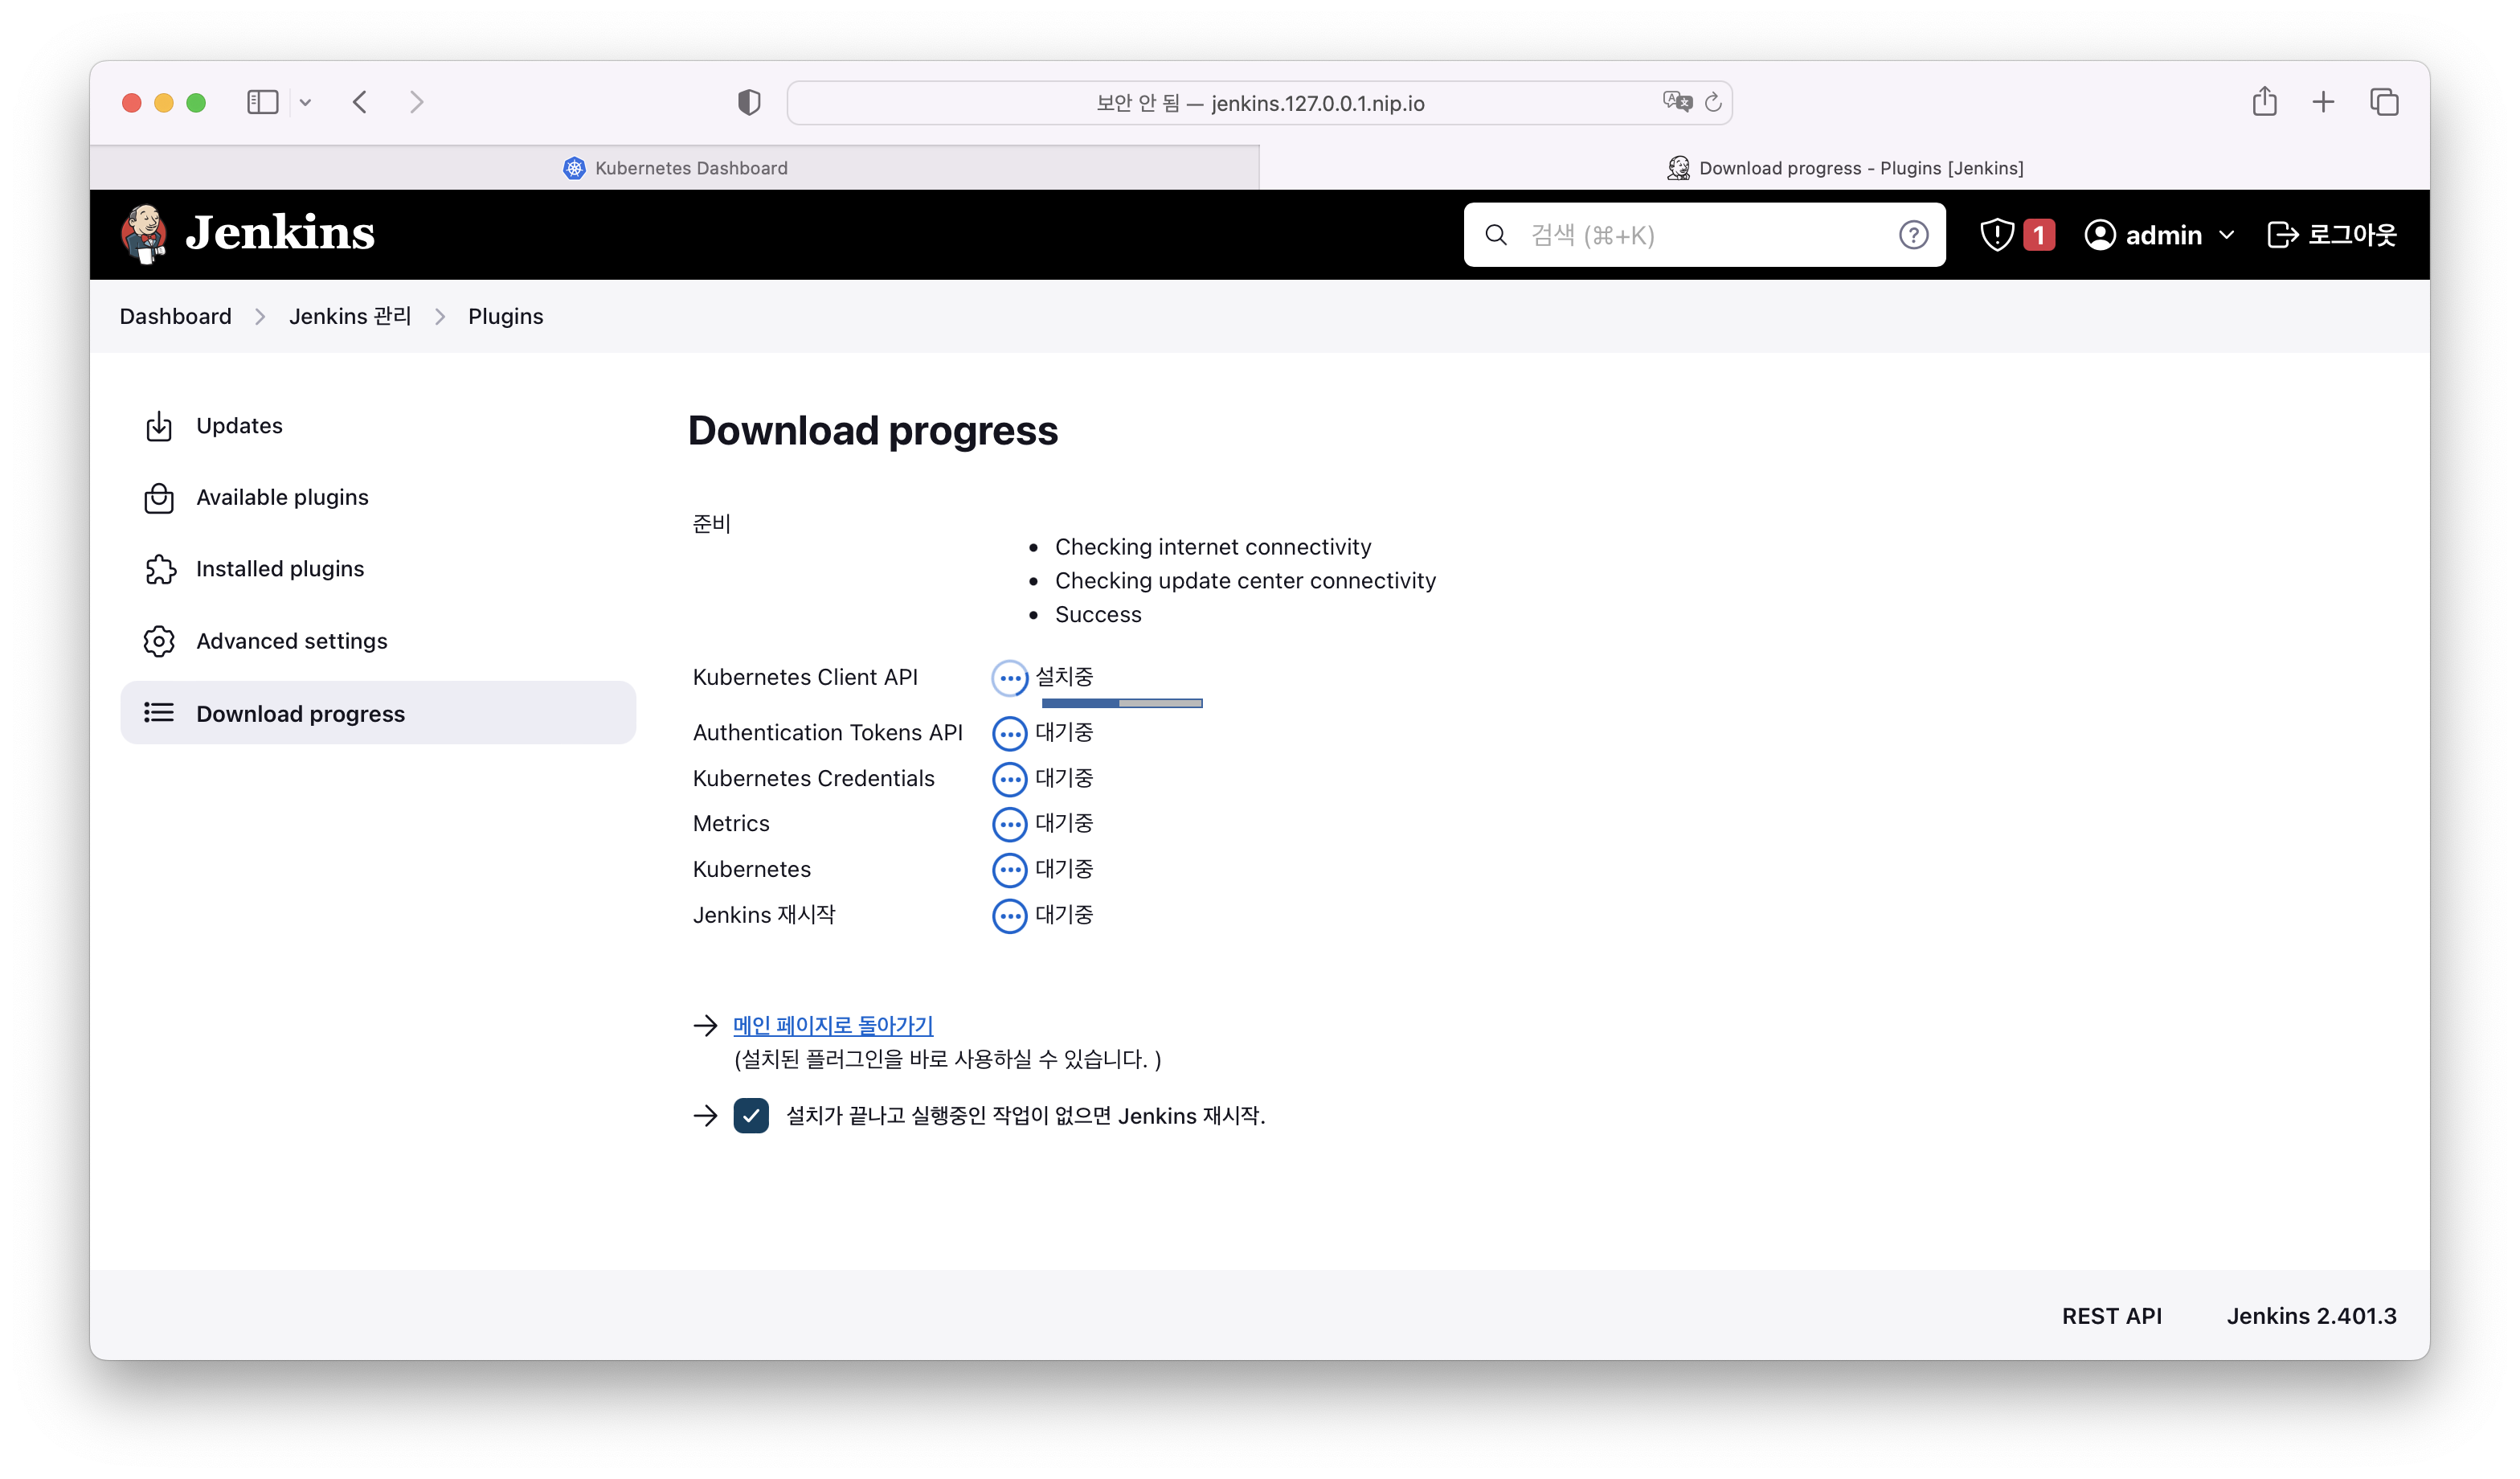 보안 안 됨 — jenkins.127.0.0.1.nip.io
Kubernetes Dashboard
Download progress - Plugins [Jenkins]
Jenkins
검색 (⌘+K)
1
admin
로그아웃
Dashboard
Jenkins 관리
Plugins
Updates
Available plugins
Installed plugins
Advanced settings
Download progress
Download progress
준비
Checking internet connectivity
Checking update center connectivity
Success
Kubernetes Client API 설치중
Authentication Tokens API 대기중
Kubernetes Credentials 대기중
Metrics 대기중
Kubernetes 대기중
Jenkins 재시작 대기중
메인 페이지로 돌아가기
(설치된 플러그인을 바로 사용하실 수 있습니다. )
설치가 끝나고 실행중인 작업이 없으면 Jenkins 재시작.
REST API
Jenkins 2.401.3